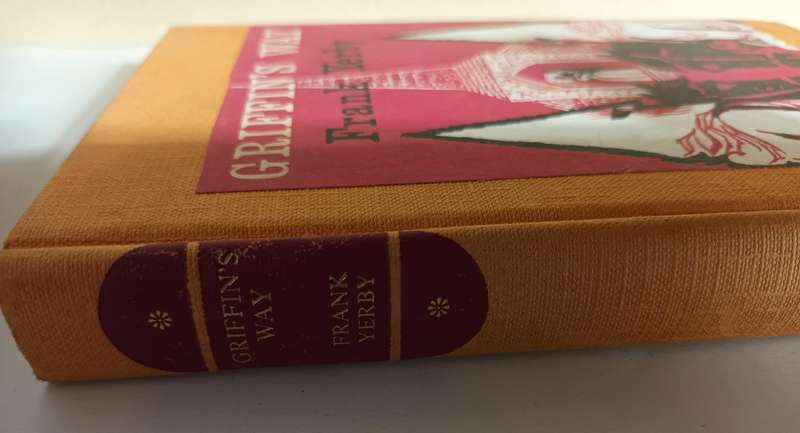 GRIFFIN'S WAY
Frank Yerby
GRIFFIN'S
WAY
FRANK
YERBY